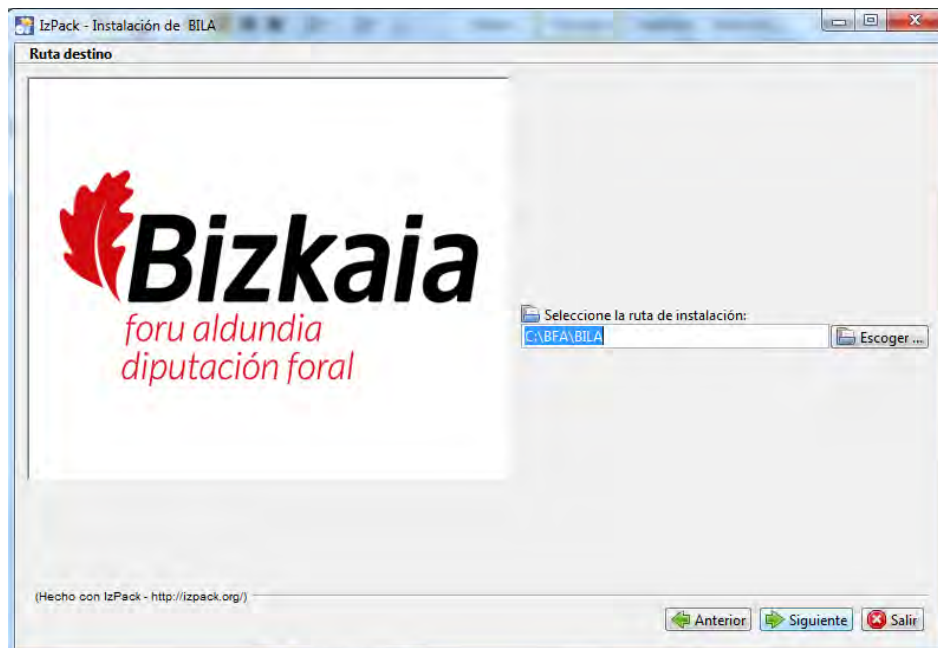 IzPack - Instalación de BILA
Ruta destino
Bizkaia
foru aldundia
diputación foral
Seleccione la ruta de instalación:
C:\BFA\BILA
Escoger ...
(Hecho con IzPack - http://izpack.org/)
Anterior
Siguiente
Salir